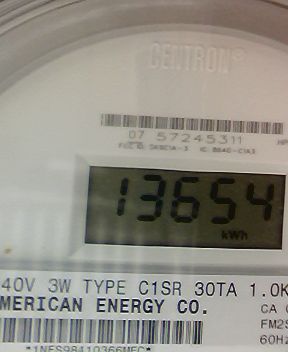 CENTRON®
07 57245311
13654
kWh
40V 3W TYPE C1SR 30TA 1.0K
MERICAN ENERGY CO.
CA
FM2S
60Hz